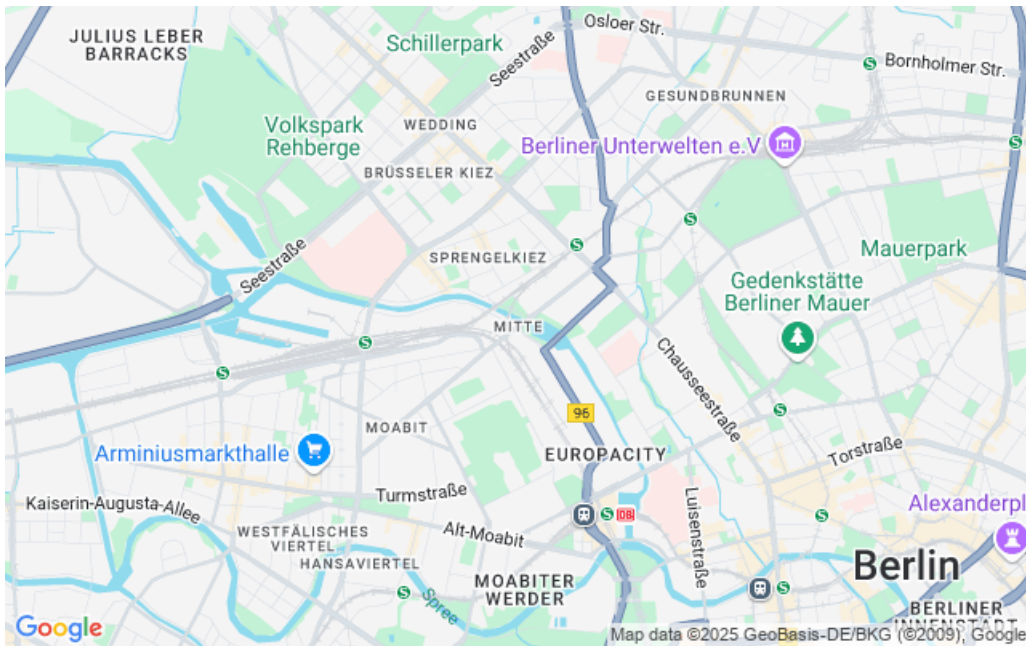 JULIUS LEBER
BARRACKS
Schillerpark
Osloer Str.
Seestraße
Bornholmer Str.
GESUNDBRUNNEN
Volkspark
Rehberge
WEDDING
Berliner Unterwelten e.V
BRÜSSELER KIEZ
Mauerpark
SPRENGELKIEZ
Seestraße
Gedenkstätte
Berliner Mauer
MITTE
Chausseestraße
96
MOABIT
Arminiusmarkthalle
EUROPACITY
Torstraße
Turmstraße
Kaiserin-Augusta-Allee
Luisenstraße
Alexanderpl
DB
WESTFÄLISCHES
VIERTEL
Alt-Moabit
HANSAVIERTEL
Berlin
MOABITER
WERDER
Spree
BERLINER
INNENSTADT
Google
Map data ©2025 GeoBasis-DE/BKG (©2009), Google
S
S
S
S
S
S
S
S
S
S
S